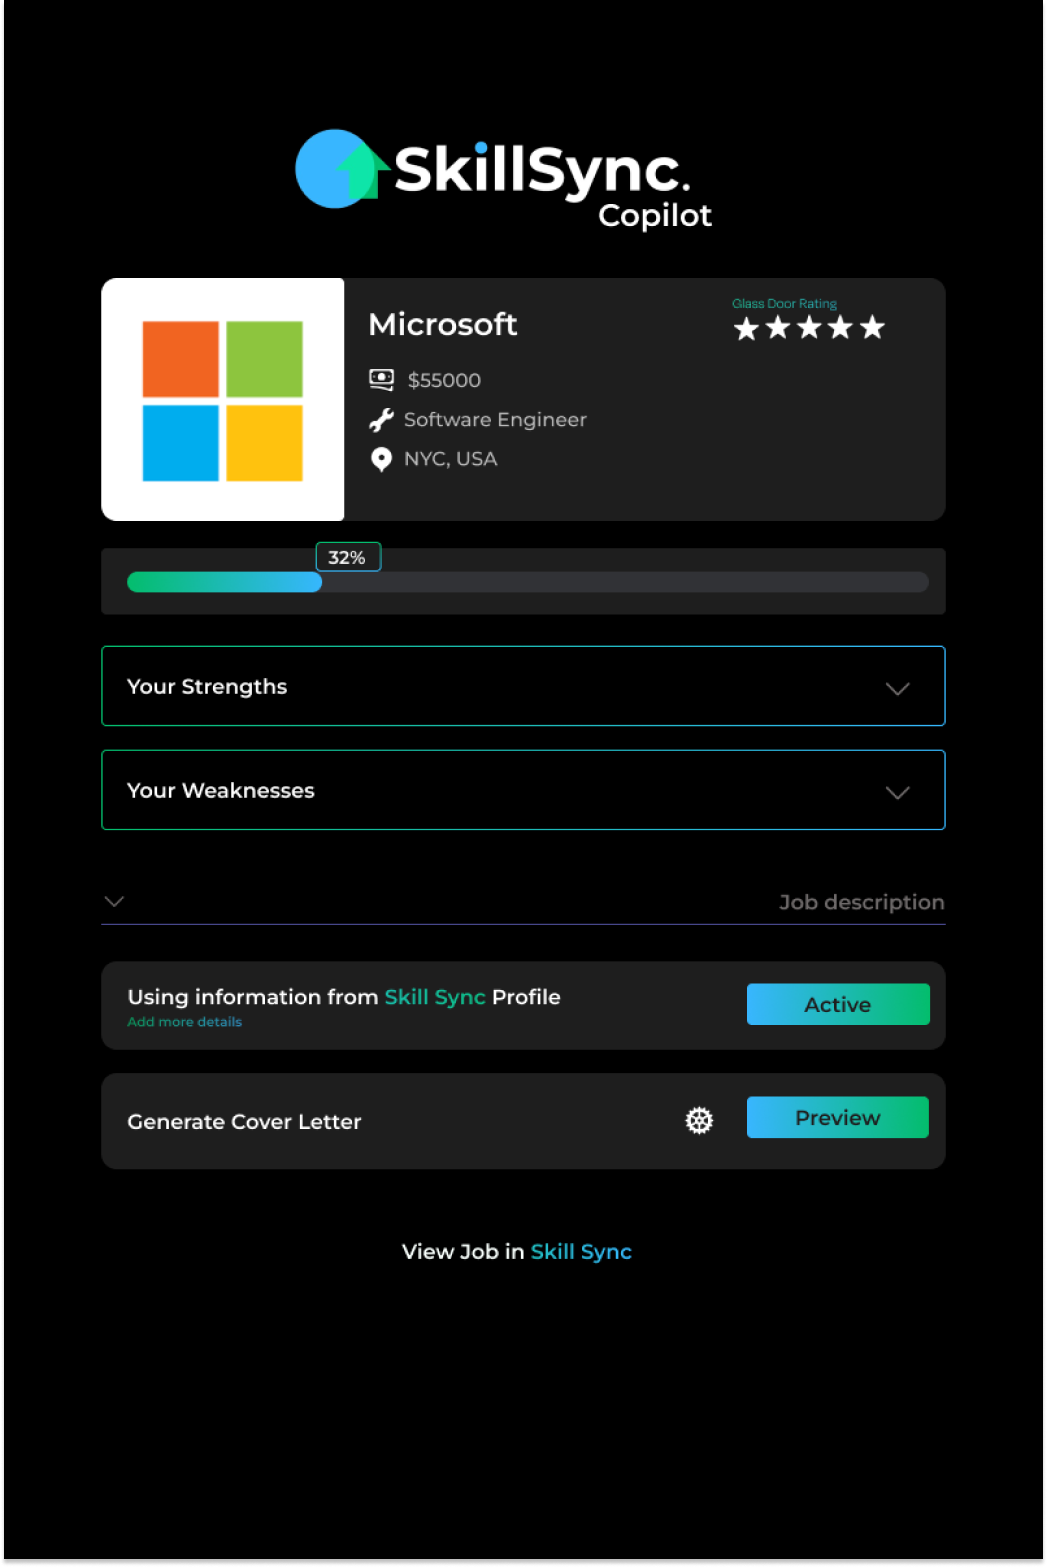 SkillSync.
Copilot
Microsoft
Glass Door Rating
$55000
Software Engineer
NYC, USA
32%
Your Strengths
Your Weaknesses
Job description
Using information from Skill Sync Profile
Add more details
Active
Generate Cover Letter
Preview
View Job in Skill Sync